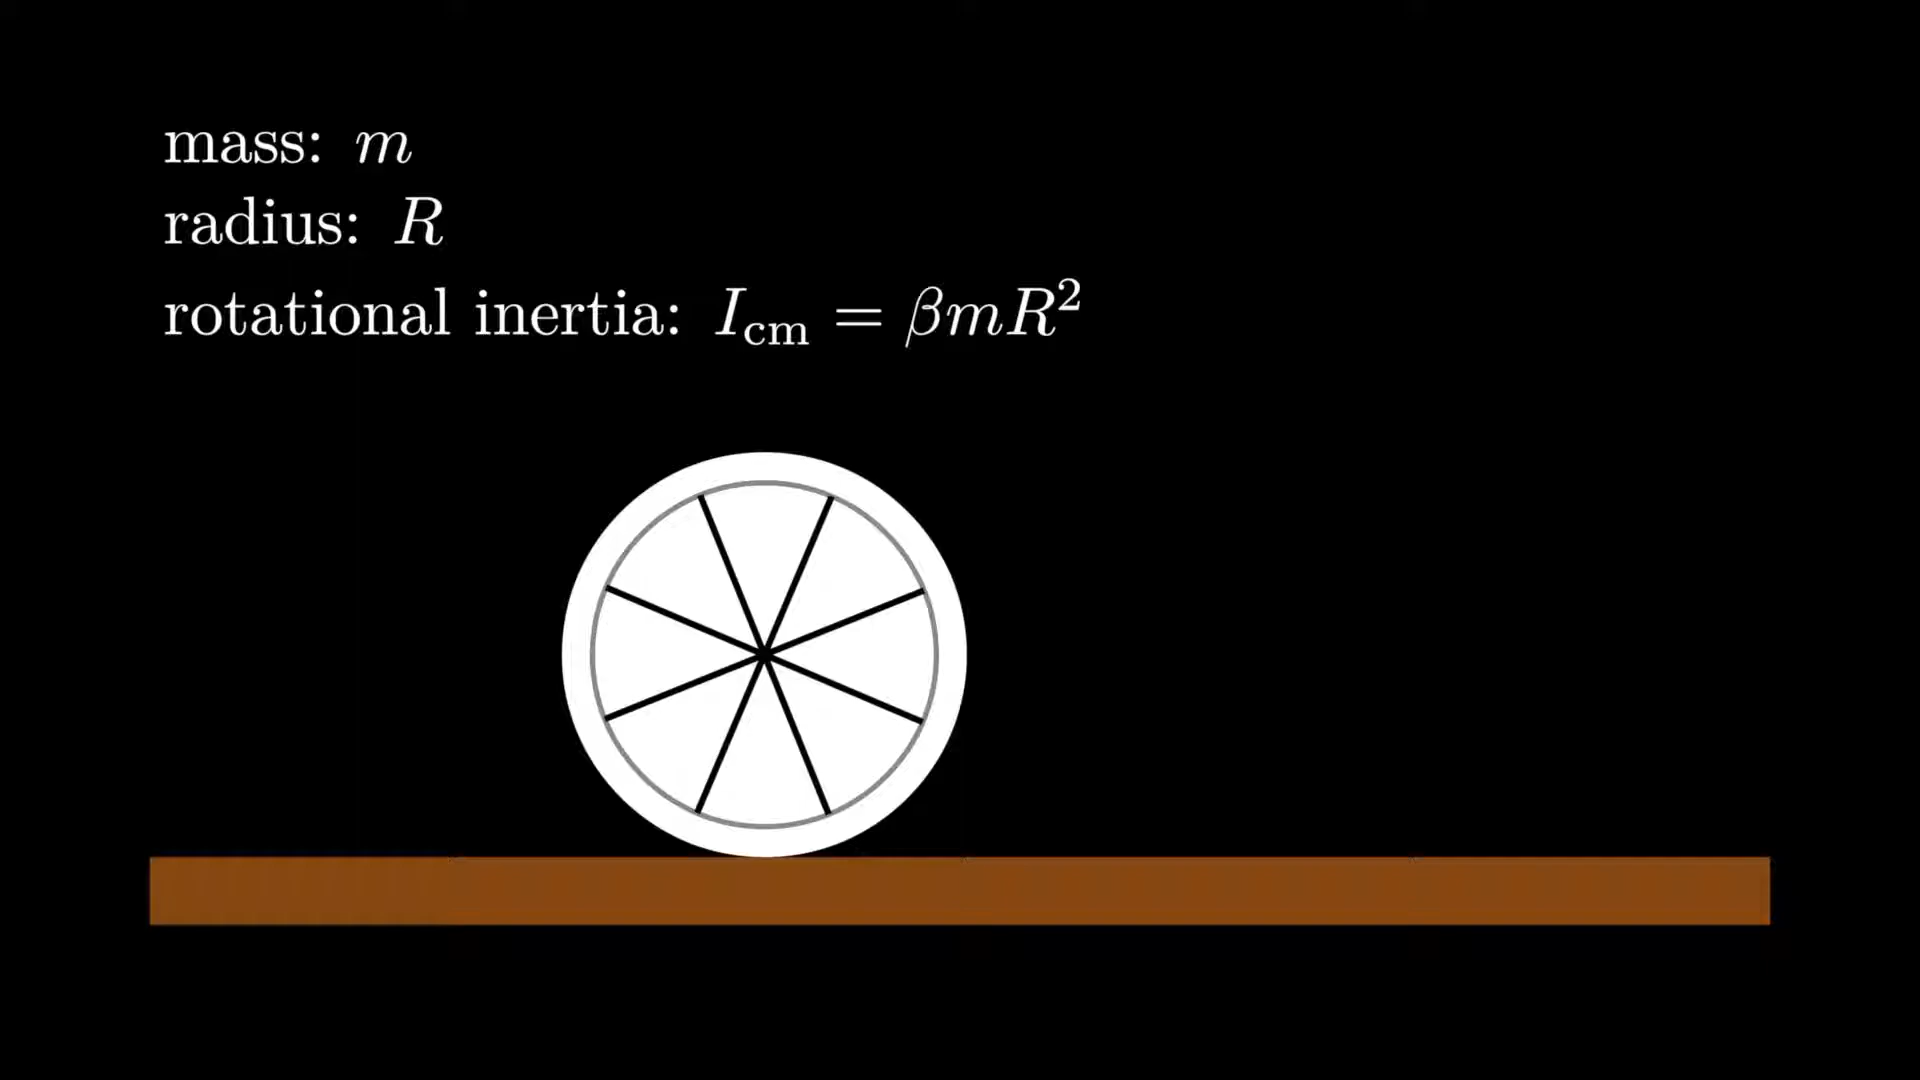 mass: m
radius: R
rotational inertia: I_cm = βmR²